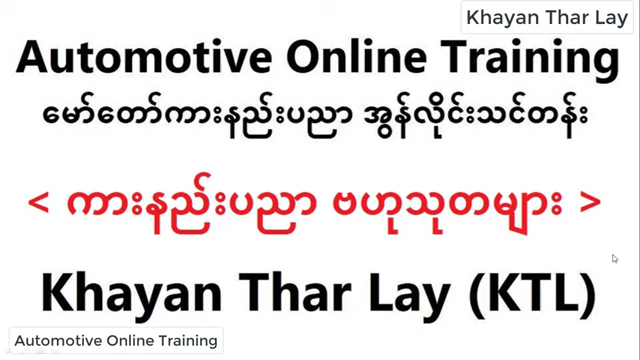 Khayan Thar Lay
Automotive Online Training
မော်တော်ကားနည်းပညာ အွန်လိုင်းသင်တန်း
< ကားနည်းပညာ ဗဟုသုတများ >
Khayan Thar Lay (KTL)
Automotive Online Training